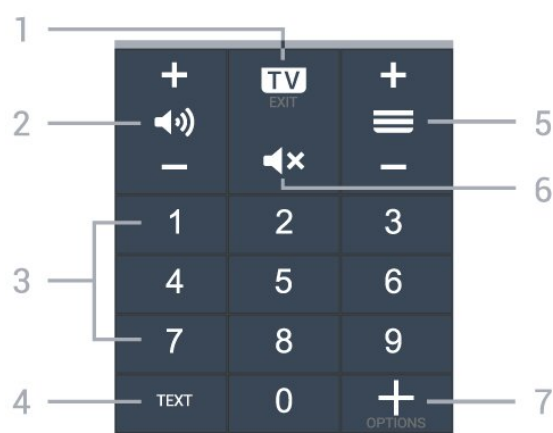 1
+ TV +
EXIT
2 5
− −
6
1 2 3
3
4 5 6
7 8 9
4 TEXT 0 + 7
OPTIONS